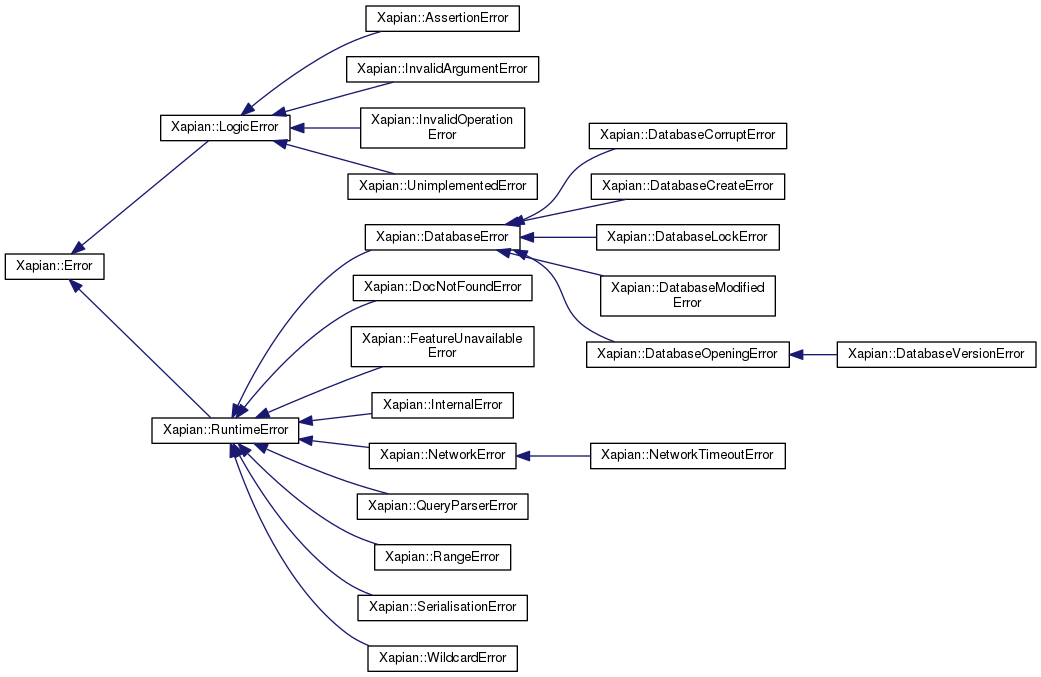 Xapian::AssertionError
Xapian::InvalidArgumentError
Xapian::InvalidOperation
Error
Xapian::LogicError
Xapian::DatabaseCorruptError
Xapian::UnimplementedError
Xapian::DatabaseCreateError
Xapian::DatabaseError
Xapian::DatabaseLockError
Xapian::Error
Xapian::DocNotFoundError
Xapian::DatabaseModified
Error
Xapian::FeatureUnavailable
Error
Xapian::DatabaseOpeningError
Xapian::DatabaseVersionError
Xapian::InternalError
Xapian::RuntimeError
Xapian::NetworkError
Xapian::NetworkTimeoutError
Xapian::QueryParserError
Xapian::RangeError
Xapian::SerialisationError
Xapian::WildcardError